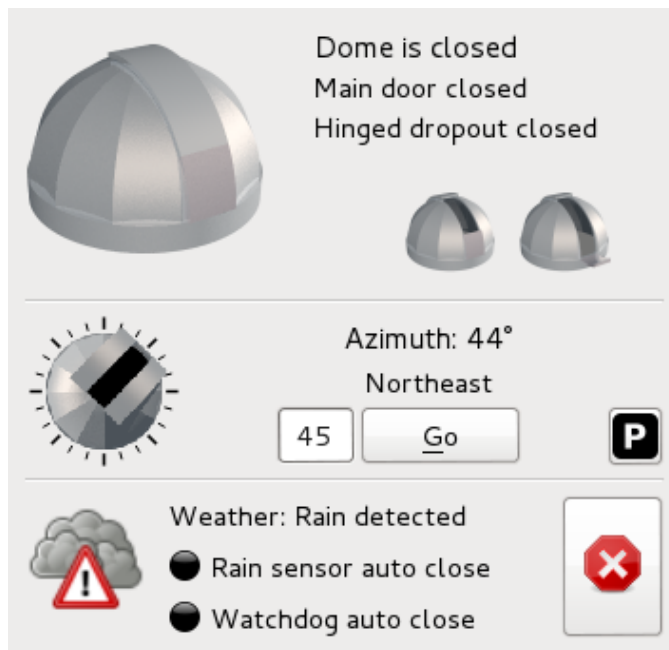 Dome is closed
Main door closed
Hinged dropout closed
Azimuth: 44°
Northeast
45 Go P
Weather: Rain detected
Rain sensor auto close
Watchdog auto close